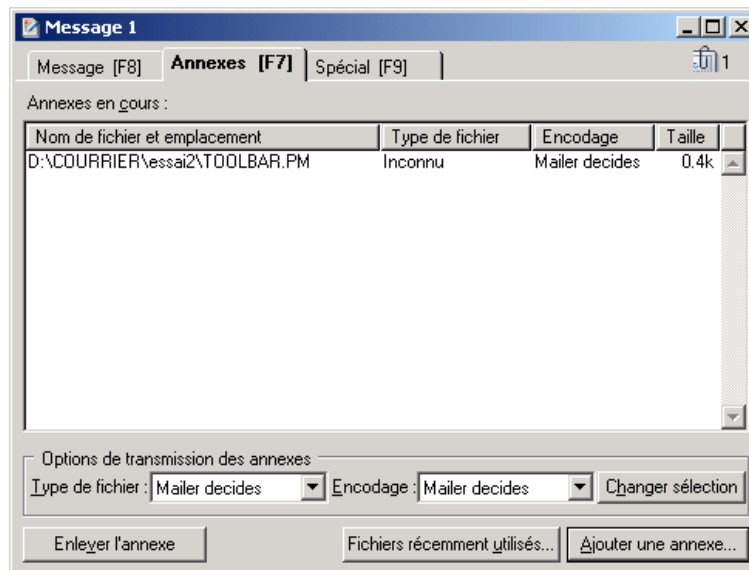 Message 1
Message [F8] Annexes [F7] Spécial [F9] 1
Annexes en cours :
Nom de fichier et emplacement Type de fichier Encodage Taille
D:\COURRIER\essai2\TOOLBAR.PM Inconnu Mailer decides 0.4k
Options de transmission des annexes
Type de fichier : Mailer decides Encodage : Mailer decides Changer sélection
Enlever l'annexe Fichiers récemment utilisés... Ajouter une annexe...